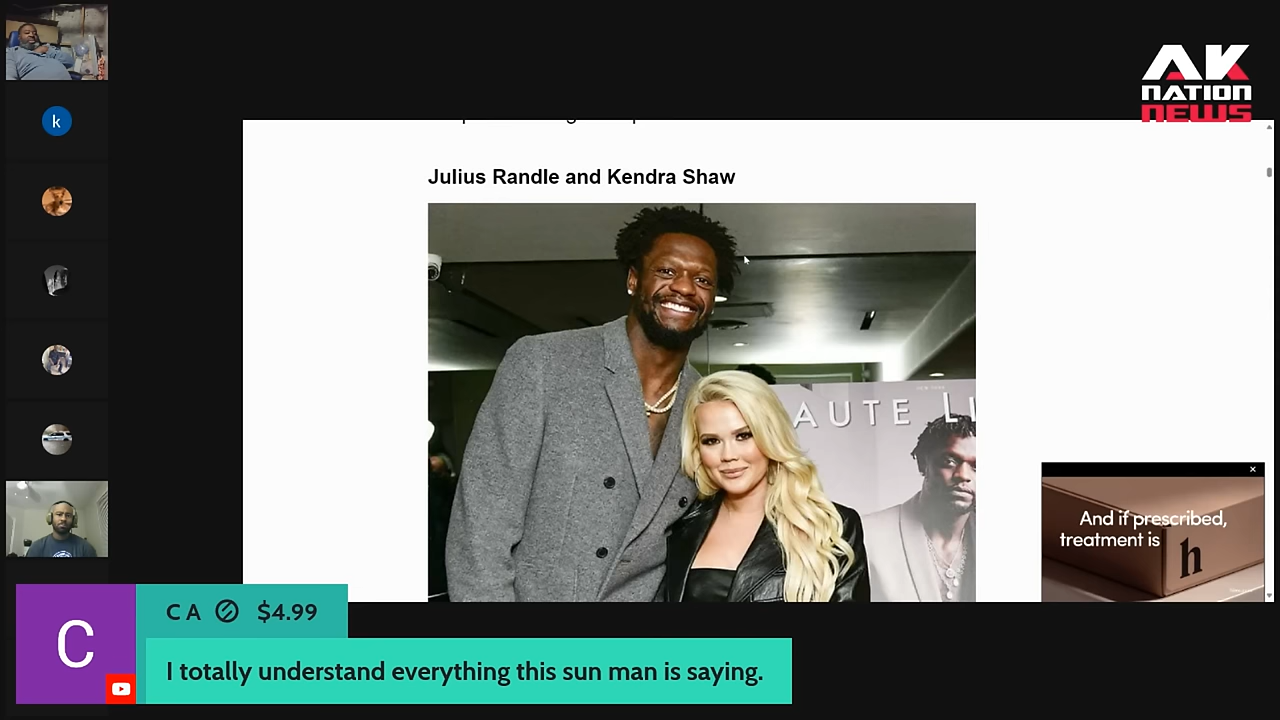 AK
NATION
NEWS
k
Julius Randle and Kendra Shaw
AUTE LI
And if prescribed,
treatment is
h
C
C A $4.99
I totally understand everything this sun man is saying.